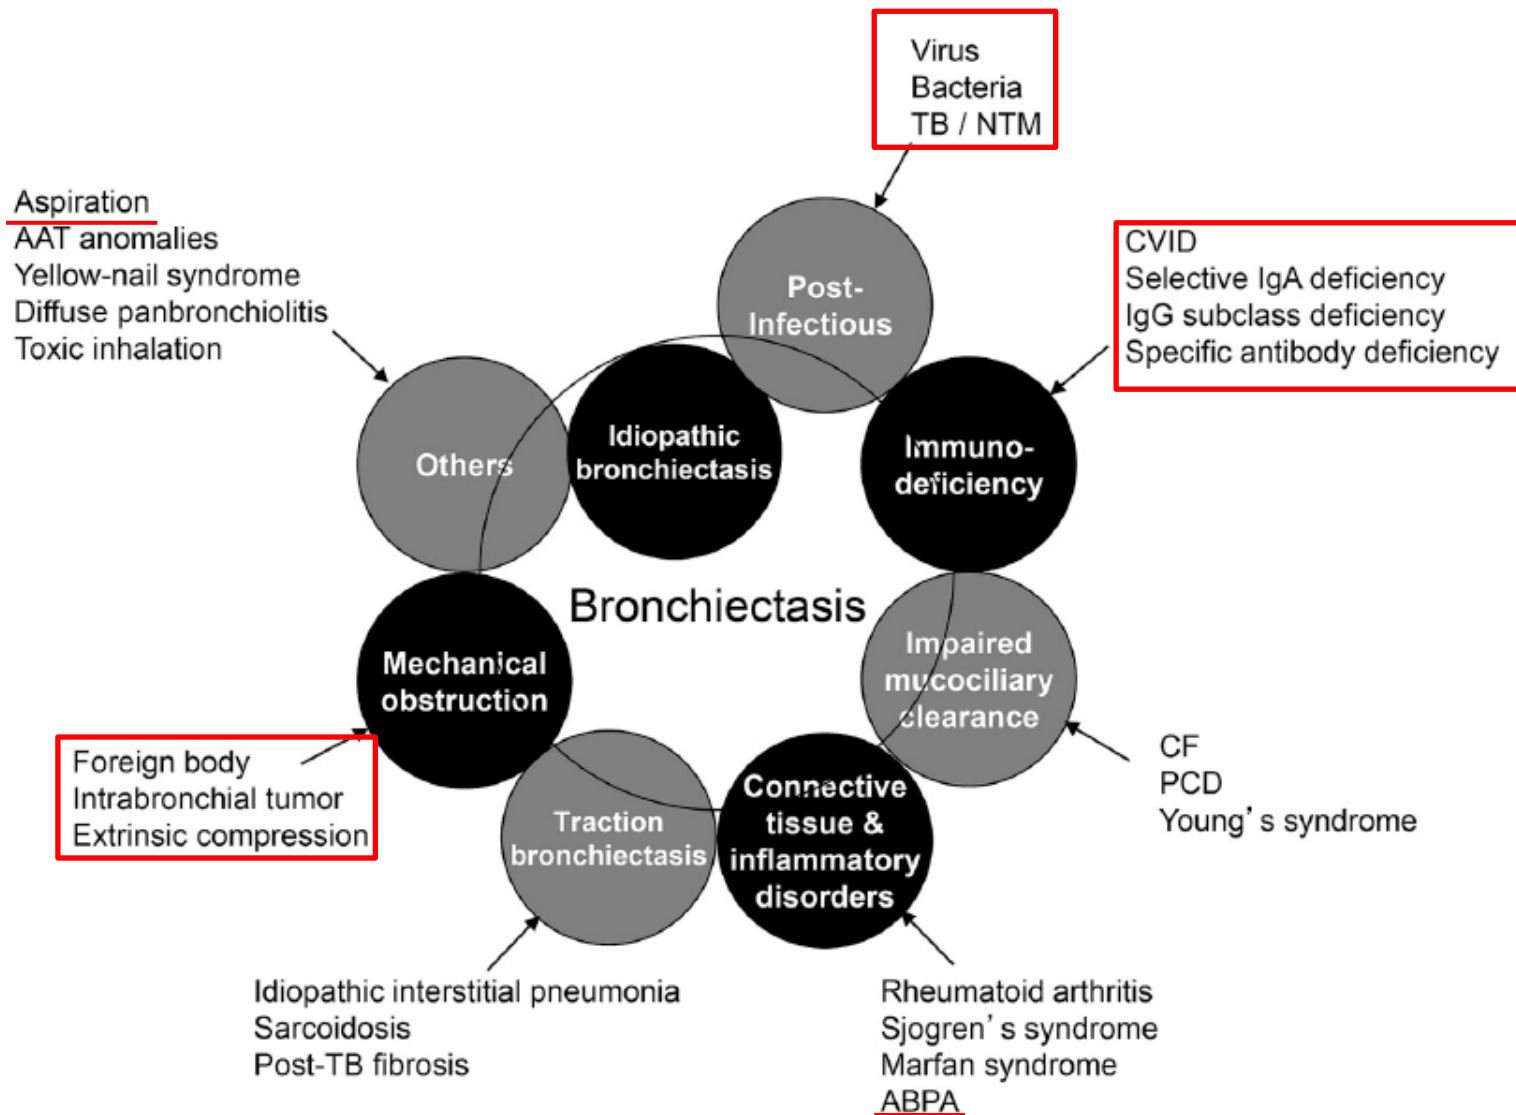 Virus
Bacteria
TB / NTM
Aspiration
AAT anomalies
Yellow-nail syndrome
Diffuse panbronchiolitis
Toxic inhalation
CVID
Selective IgA deficiency
IgG subclass deficiency
Specific antibody deficiency
Post-
Infectious
Others
Idiopathic
bronchiectasis
Immuno-
deficiency
Bronchiectasis
Mechanical
obstruction
Impaired
mucociliary
clearance
Foreign body
Intrabronchial tumor
Extrinsic compression
CF
PCD
Young's syndrome
Traction
bronchiectasis
Connective
tissue &
inflammatory
disorders
Idiopathic interstitial pneumonia
Sarcoidosis
Post-TB fibrosis
Rheumatoid arthritis
Sjogren's syndrome
Marfan syndrome
ABPA